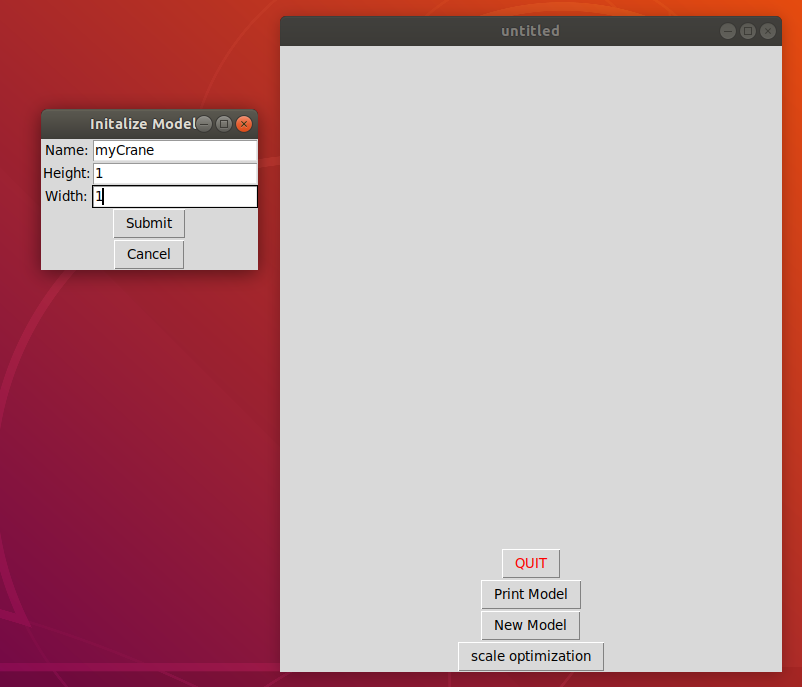 untitled
Initalize Model
Name: myCrane
Height: 1
Width: 1
Submit
Cancel
QUIT
Print Model
New Model
scale optimization